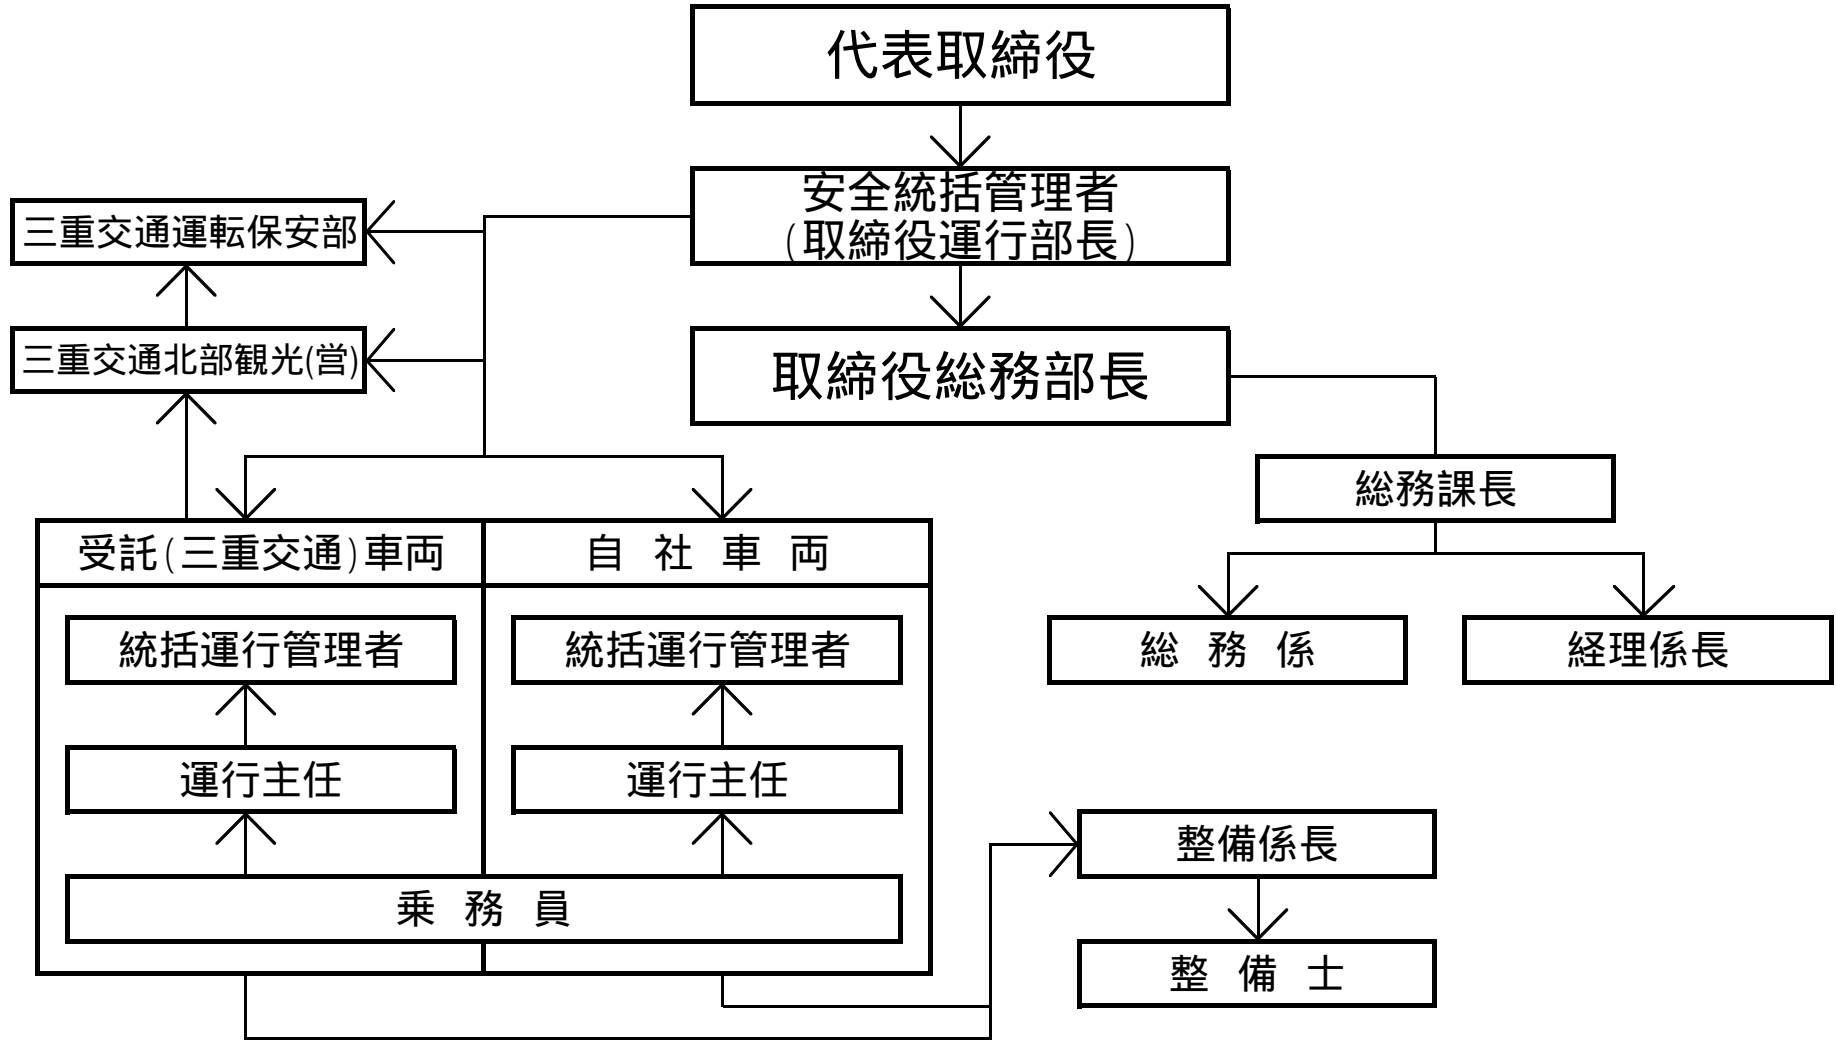 代表取締役
安全統括管理者
(取締役運行部長)
三重交通運転保安部
三重交通北部観光(営)
取締役総務部長
総務課長
受託(三重交通)車両
自 社 車 両
統括運行管理者
統括運行管理者
総 務 係
経理係長
運行主任
運行主任
整備係長
乗 務 員
整 備 士